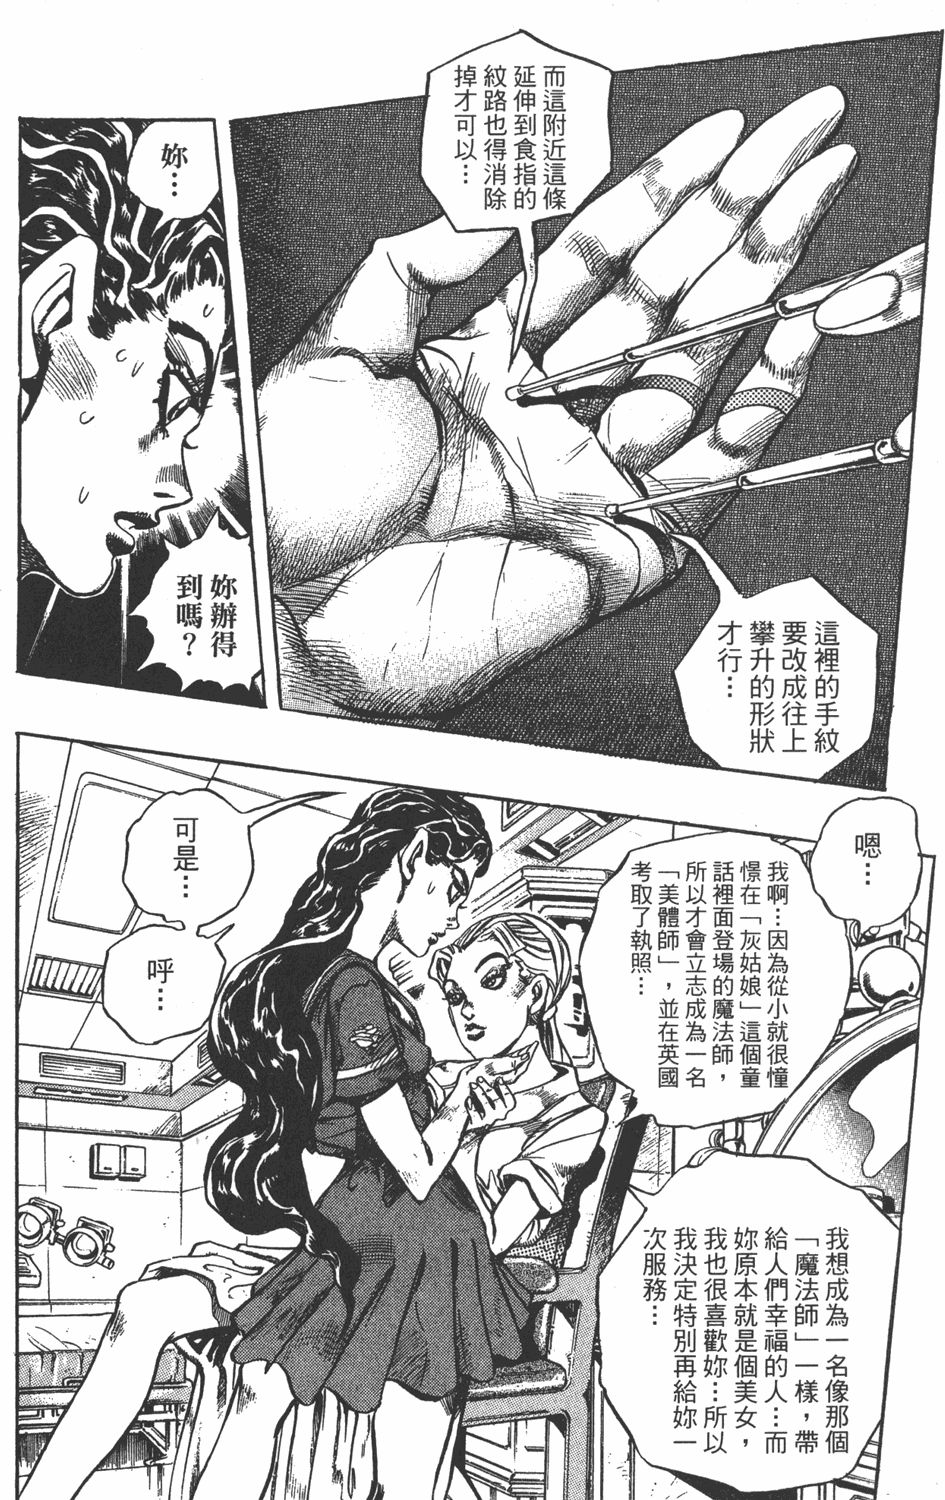 這裡的手紋
要改成往上
攀升的形狀
才行…
而這附近這條
延伸到食指的
紋路也得消除
掉才可以…
妳…
妳辦得
到嗎？
嗯…
我啊…因為從小就很憧
憬在「灰姑娘」這個童
話裡面登場的魔法師，
所以才會立志成為一名
「美體師」，並在英國
考取了執照…
我想成為一名像那個
「魔法師」一樣，帶
給人們幸福的人…而
妳原本就是個美女，
我也很喜歡妳…所以
我決定特別再給妳一
次服務…
可是…
呼…